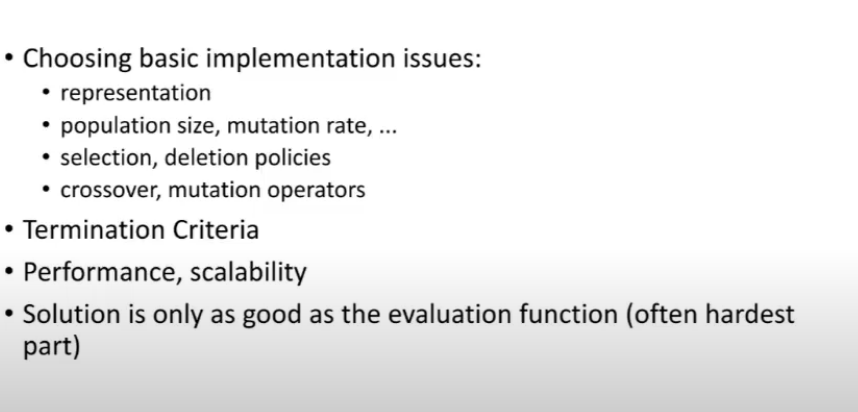 • Choosing basic implementation issues:
• representation
• population size, mutation rate, ...
• selection, deletion policies
• crossover, mutation operators
• Termination Criteria
• Performance, scalability
• Solution is only as good as the evaluation function (often hardest
part)